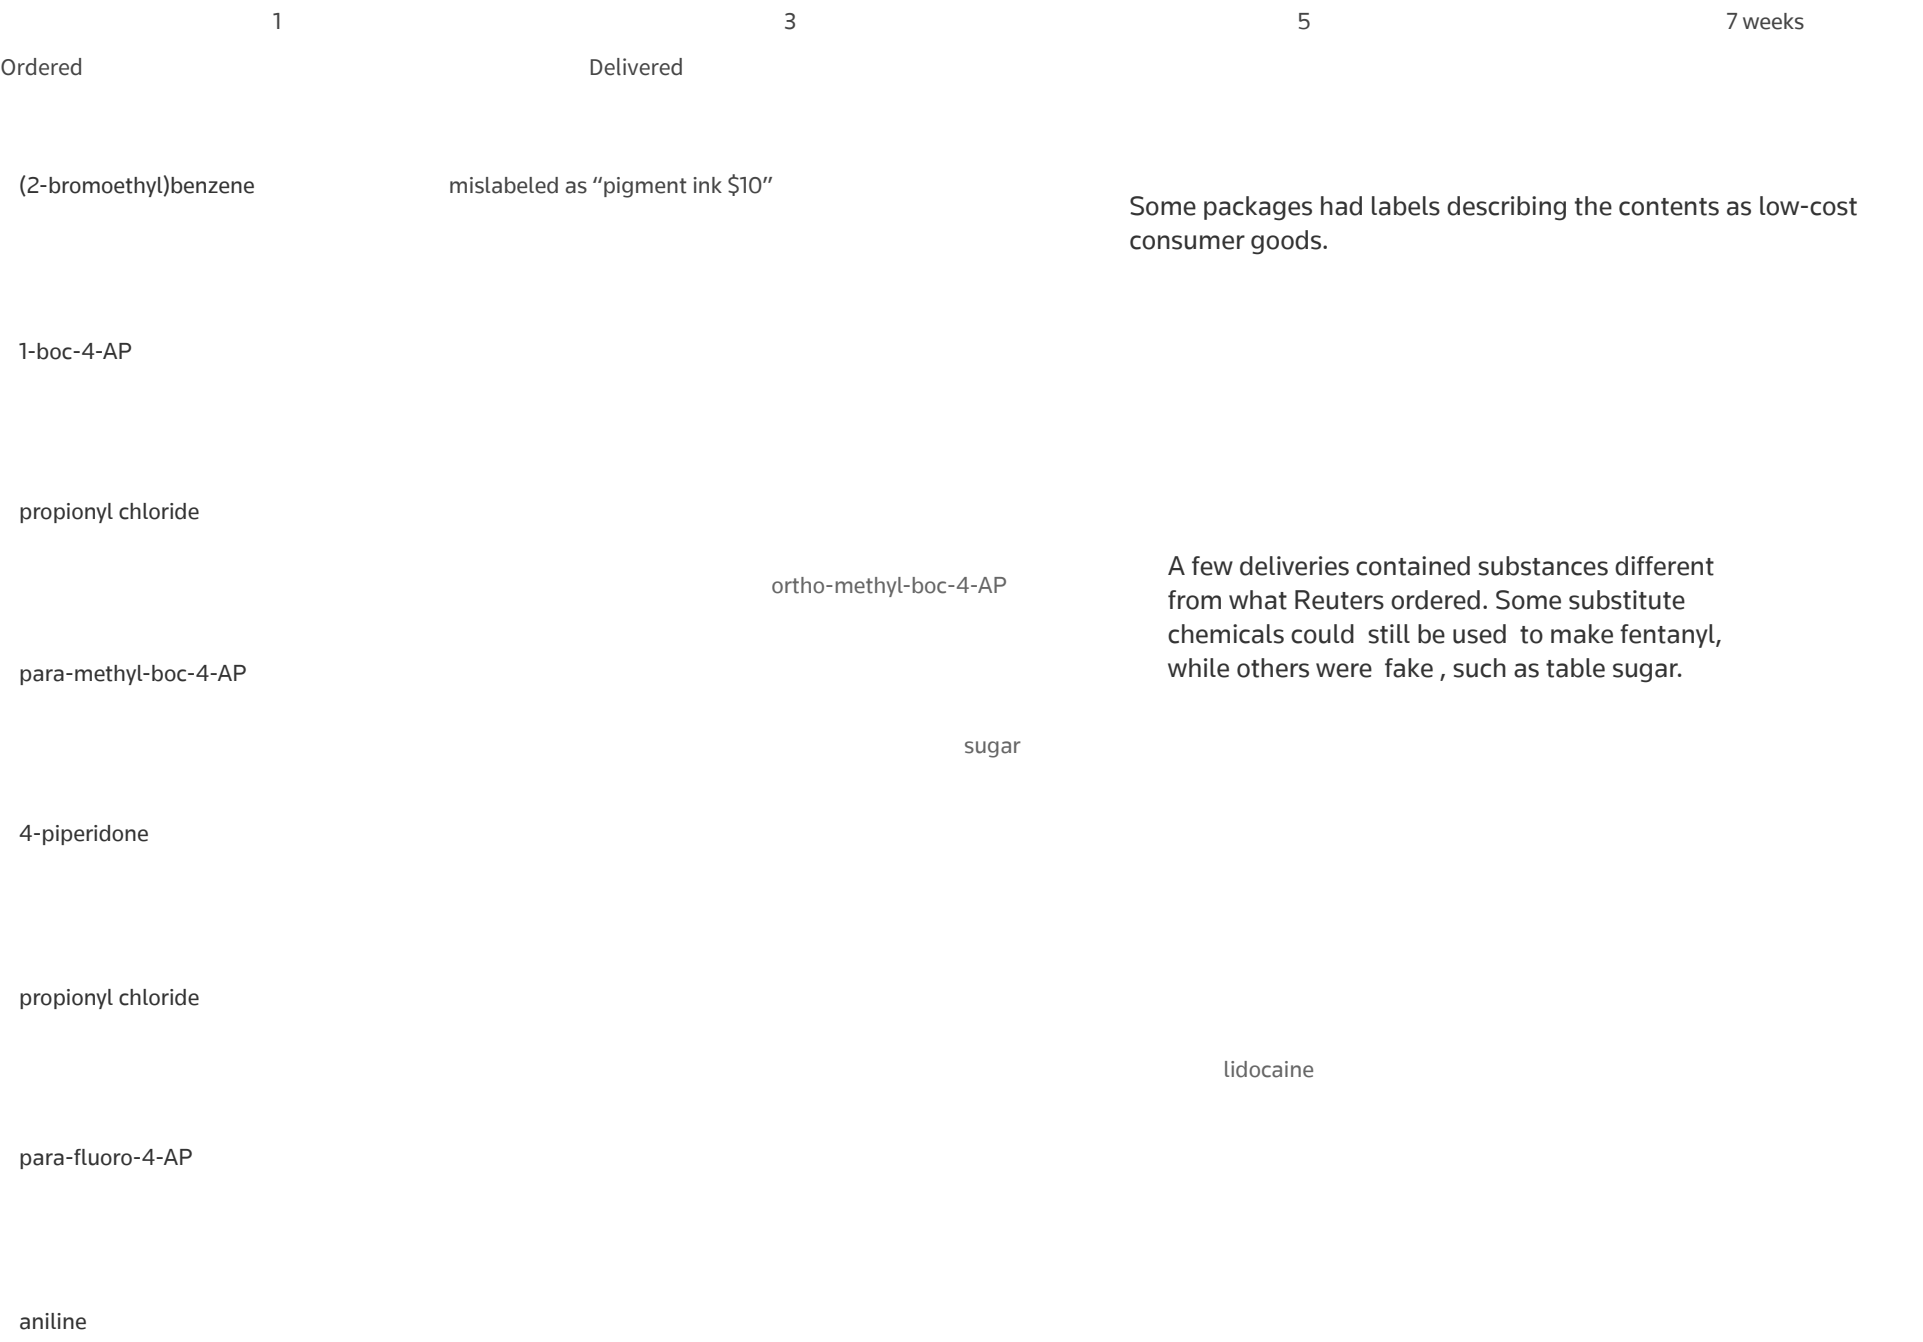 1 3 5 7 weeks
Ordered Delivered
(2-bromoethyl)benzene mislabeled as “pigment ink $10”
Some packages had labels describing the contents as low-cost
consumer goods.
1-boc-4-AP
propionyl chloride
ortho-methyl-boc-4-AP
A few deliveries contained substances different
from what Reuters ordered. Some substitute
chemicals could still be used to make fentanyl,
while others were fake , such as table sugar.
para-methyl-boc-4-AP
sugar
4-piperidone
propionyl chloride
lidocaine
para-fluoro-4-AP
aniline